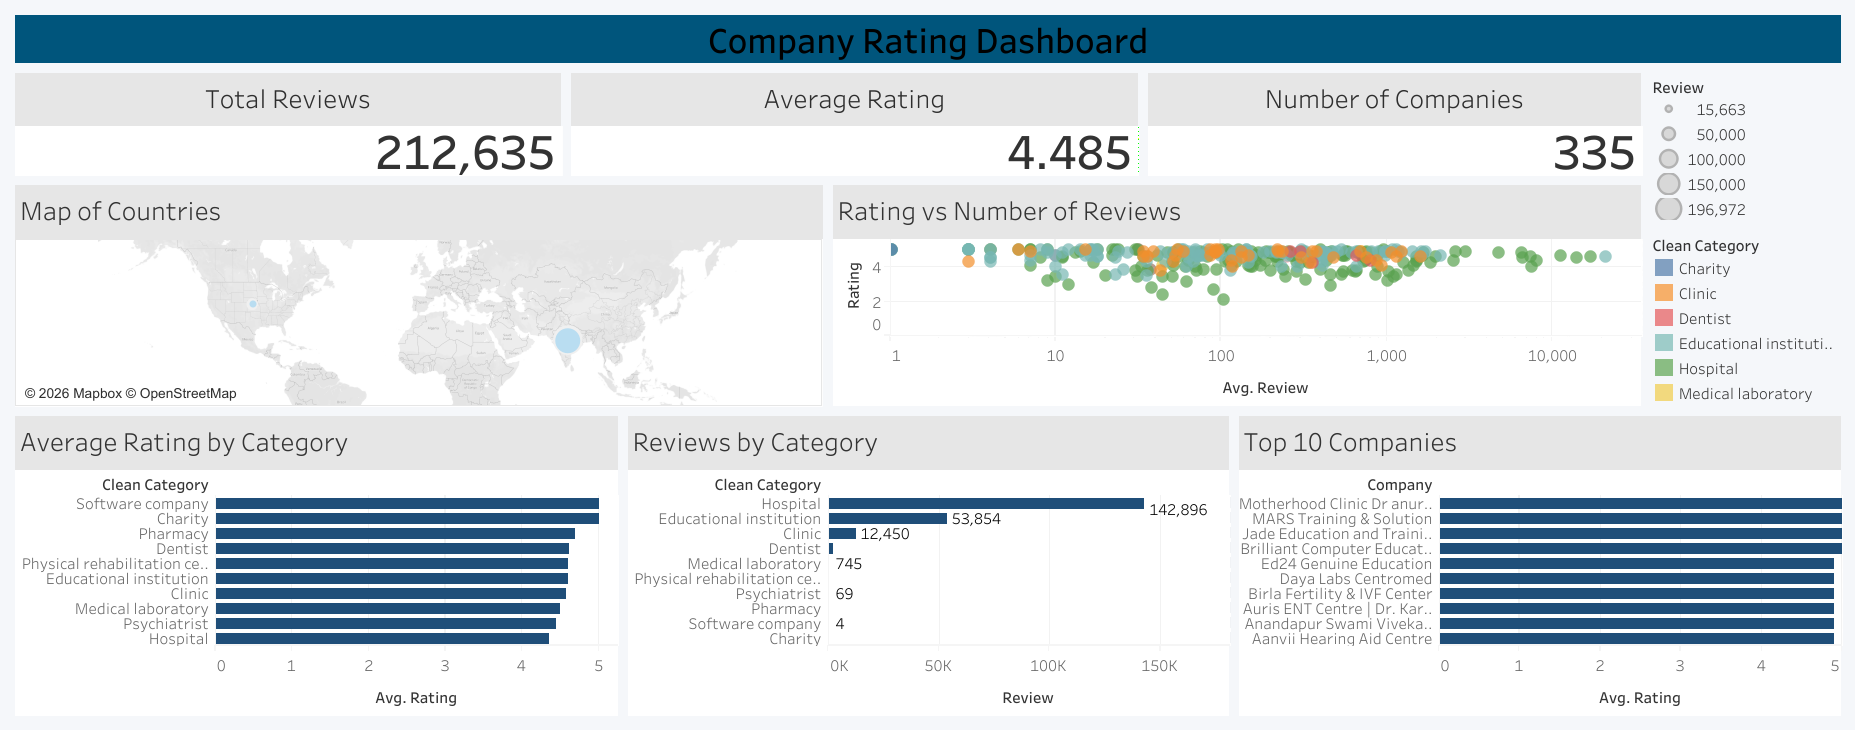 Company Rating Dashboard
Total Reviews
212,635
Average Rating
4.485
Number of Companies
335
Review
15,663
50,000
100,000
150,000
196,972
Map of Countries
© 2026 Mapbox © OpenStreetMap
Rating vs Number of Reviews
Rating
4
2
0
1
10
100
1,000
10,000
Avg. Review
Clean Category
Charity
Clinic
Dentist
Educational instituti..
Hospital
Medical laboratory
Average Rating by Category
Clean Category
Software company
Charity
Pharmacy
Dentist
Physical rehabilitation ce..
Educational institution
Clinic
Medical laboratory
Psychiatrist
Hospital
0 1 2 3 4 5
Avg. Rating
Reviews by Category
Clean Category
Hospital 142,896
Educational institution 53,854
Clinic 12,450
Dentist
Medical laboratory 745
Physical rehabilitation ce..
Psychiatrist 69
Pharmacy
Software company 4
Charity
0K 50K 100K 150K
Review
Top 10 Companies
Company
Motherhood Clinic Dr anur..
MARS Training & Solution
Jade Education and Traini..
Brilliant Computer Educat..
Ed24 Genuine Education
Daya Labs Centromed
Birla Fertility & IVF Center
Auris ENT Centre | Dr. Kar..
Anandapur Swami Viveka..
Aanvii Hearing Aid Centre
0 1 2 3 4 5
Avg. Rating